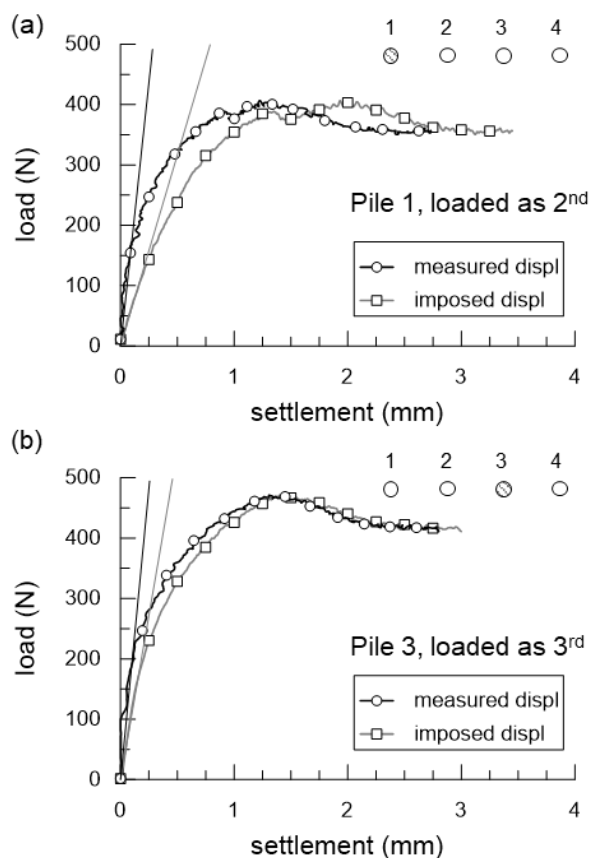 (a)
1 2 3 4
500
400
300
200
100
0
load (N)
Pile 1, loaded as 2nd
measured displ
imposed displ
0 1 2 3 4
settlement (mm)
(b)
1 2 3 4
500
400
300
200
100
0
load (N)
Pile 3, loaded as 3rd
measured displ
imposed displ
0 1 2 3 4
settlement (mm)